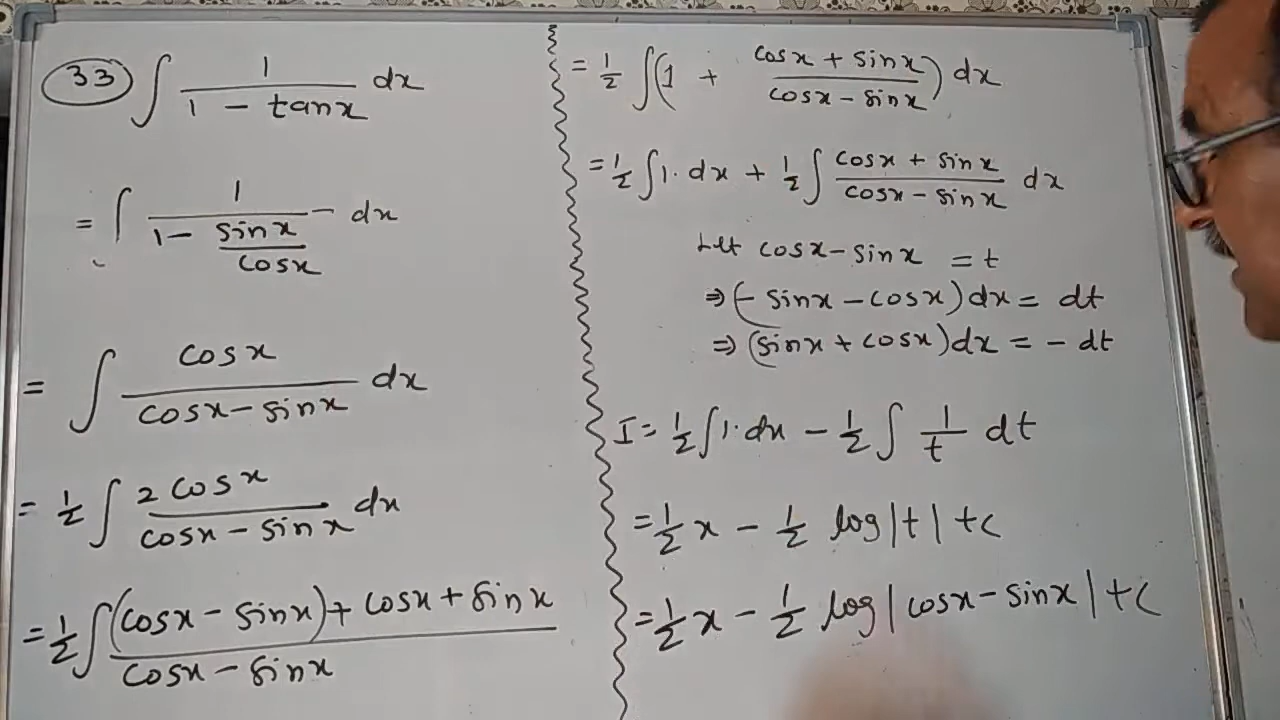 33 ∫ 1/(1 - tanx) dx
= ∫ 1/(1 - sinx/cosx) - dx
= ∫ cosx/(cosx - sinx) dx
= 1/2 ∫ 2cosx/(cosx - sinx) dx
= 1/2 ∫ (cosx - sinx) + cosx + sinx/(cosx - sinx)
= 1/2 ∫ (1 + (cosx + sinx)/(cosx - sinx)) dx
= 1/2 ∫ 1. dx + 1/2 ∫ (cosx + sinx)/(cosx - sinx) dx
Let cosx - sinx = t
⇒ (- sinx - cosx) dx = dt
⇒ (sinx + cosx) dx = - dt
I = 1/2 ∫ 1. dx - 1/2 ∫ 1/t dt
= 1/2 x - 1/2 log|t| + c
= 1/2 x - 1/2 log|cosx - sinx| + c